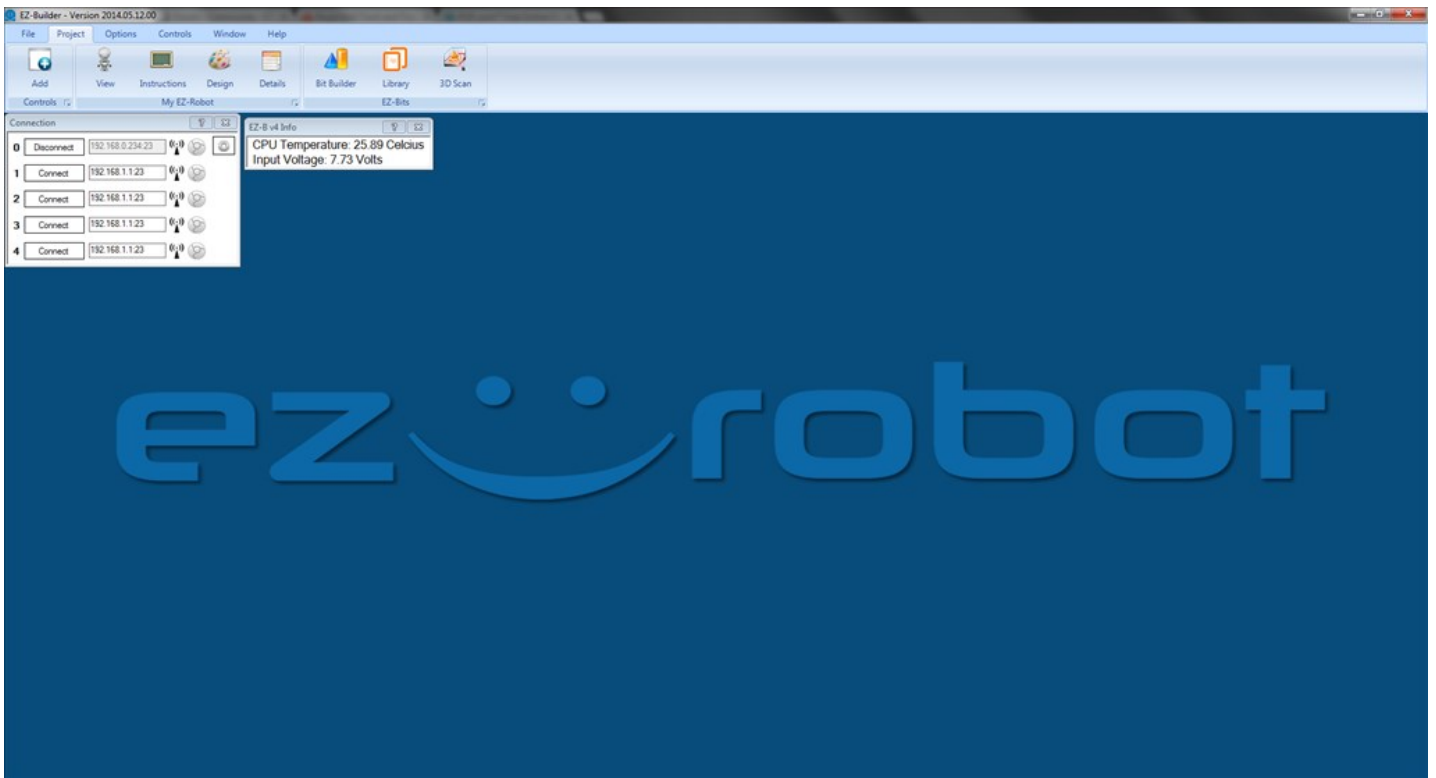 EZ-Builder - Version 2014.05.12.00
File Project Options Controls Window Help
Add View Instructions Design Details Bit Builder Library 3D Scan
Controls My EZ-Robot EZ-Bits
Connection
0 Disconnect 192.168.0.234:23
1 Connect 192.168.1.1:23
2 Connect 192.168.1.1:23
3 Connect 192.168.1.1:23
4 Connect 192.168.1.1:23
EZ-B v4 Info
CPU Temperature: 25.89 Celcius
Input Voltage: 7.73 Volts
ez robot